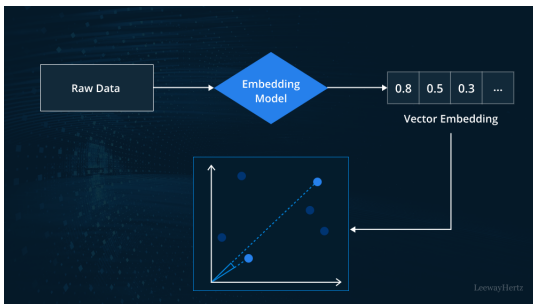 Raw Data
Embedding
Model
0.8 0.5 0.3 ...
Vector Embedding
LeewayHertz